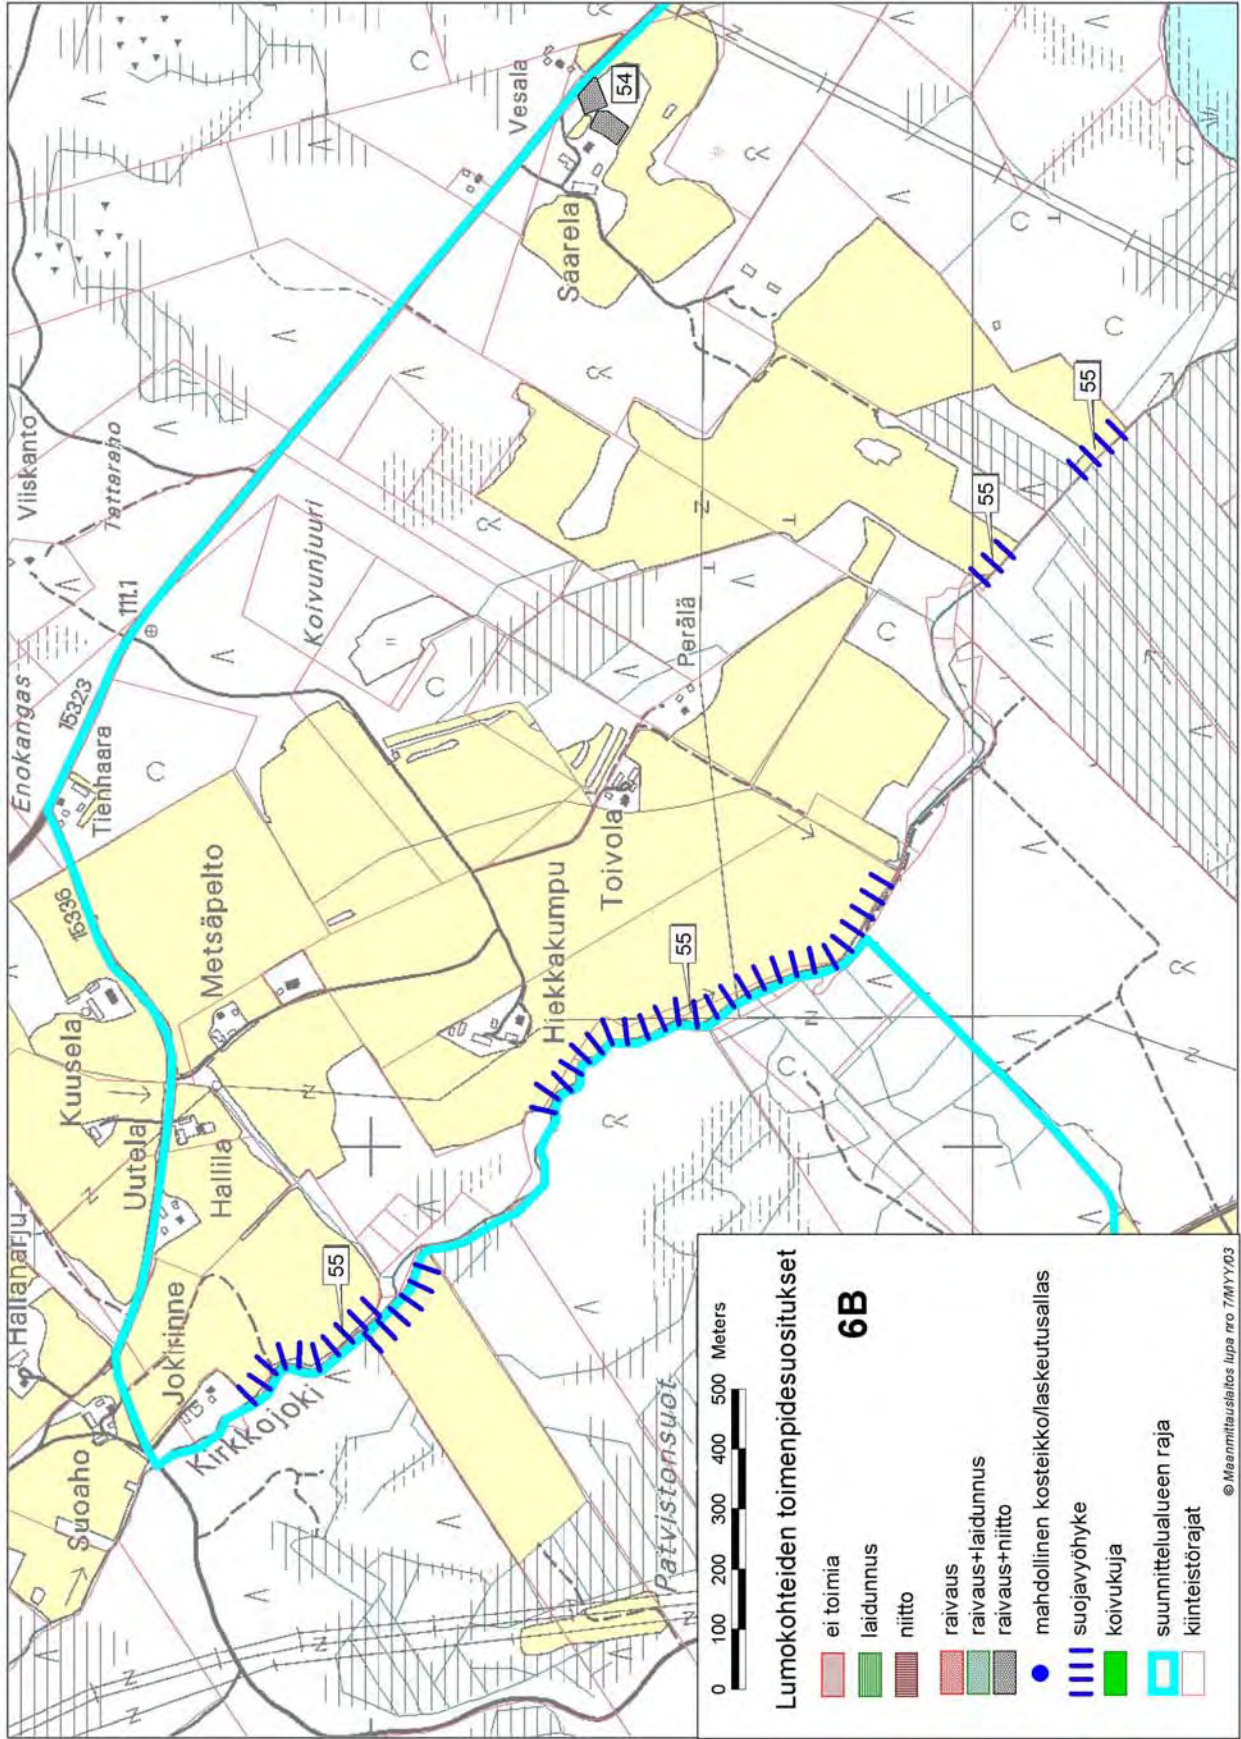 Hallanarju
Suoaho
Jokirinne
Kirkkojoki
Uutela
Kuusela
Hallila
Metsäpelto
15336
Tienhaara
Enokangas
15323
111.1
Viiskanto
Tattaraho
Koivunjuuri
Vesala
54
Saarela
Hiekkakumpu
Toivola
Perälä
55
55
55
55
Patvistonsuot
0 100 200 300 400 500 Meters
Lumokohteiden toimenpidesuositukset
6B
ei toimia
laidunnus
niitto
raivaus
raivaus+laidunnus
raivaus+niitto
mahdollinen kosteikko/laskeutusallas
suojavyöhyke
koivukuja
suunnittelualueen raja
kiinteistörajat
© Maanmittauslaitos lupa nro 7/MYY/03